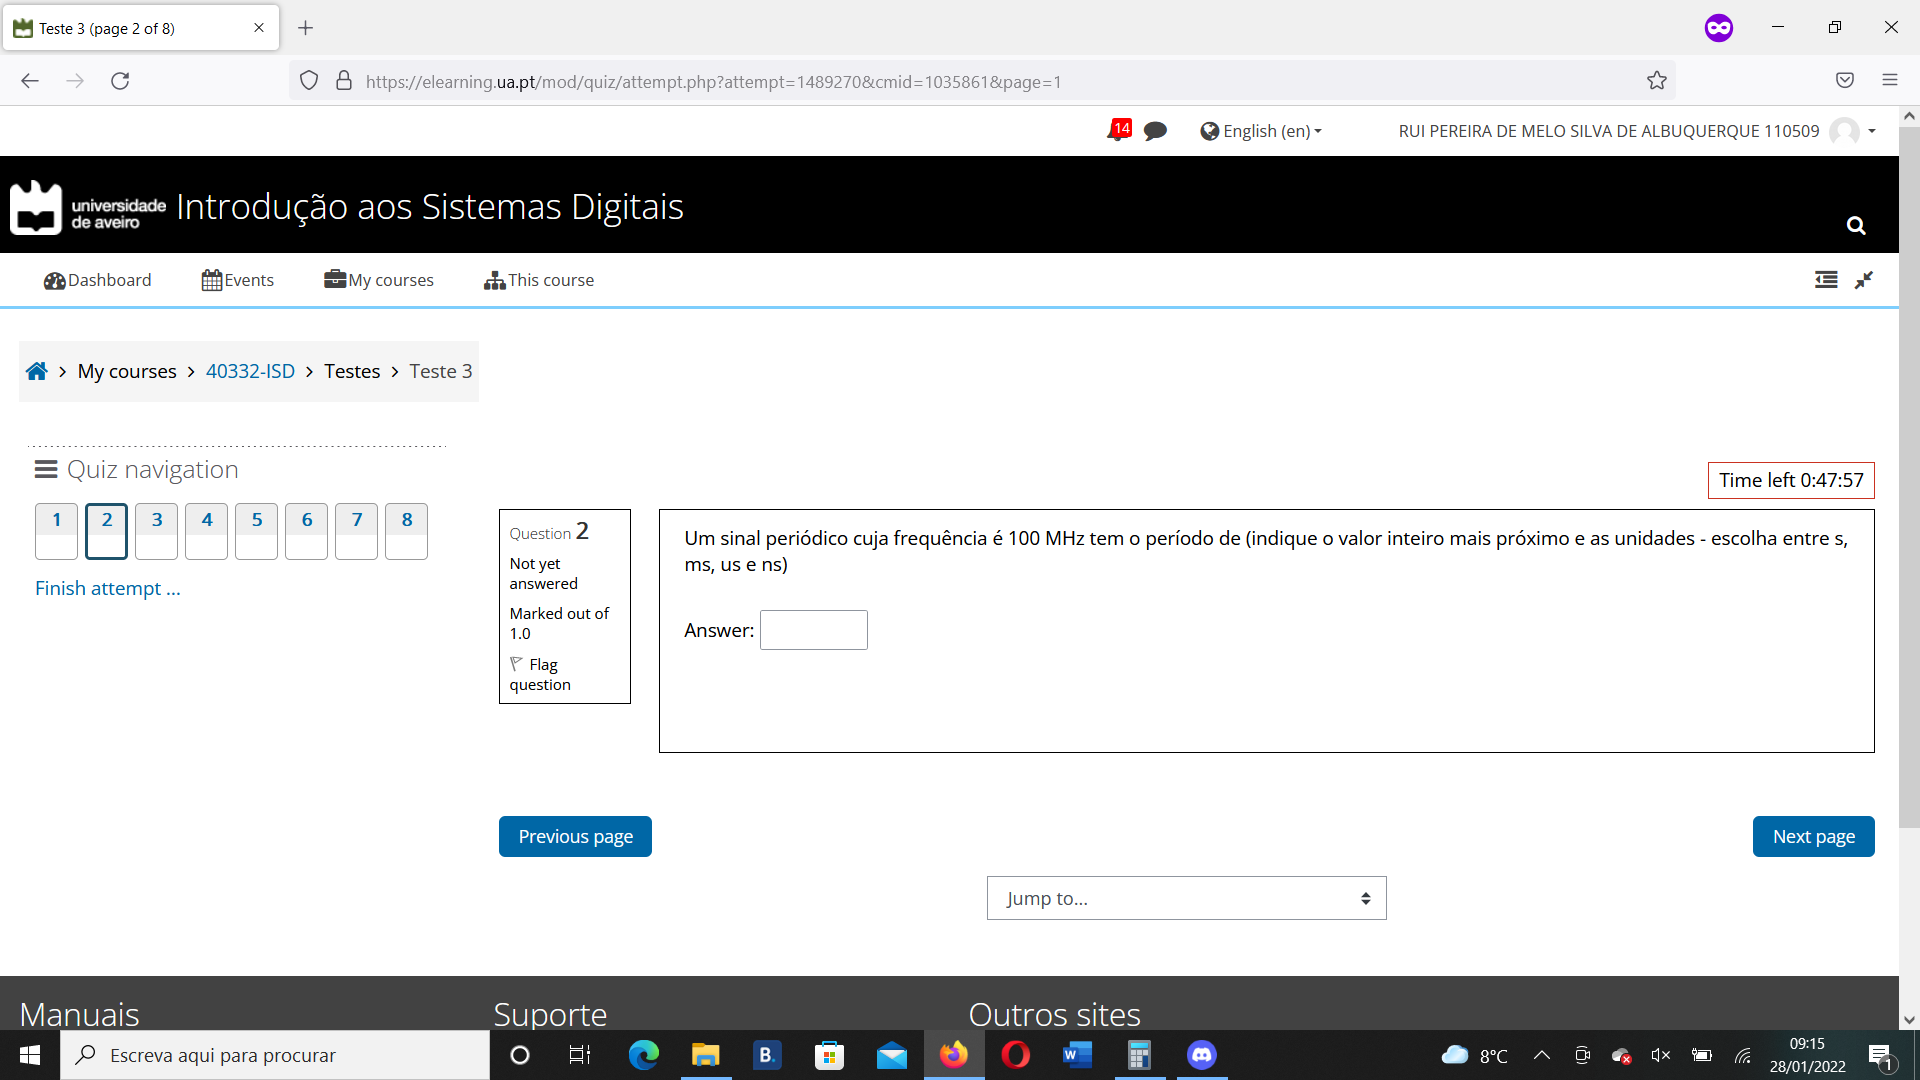 Teste 3 (page 2 of 8)
https://elearning.ua.pt/mod/quiz/attempt.php?attempt=1489270&cmid=1035861&page=1
14
English (en)
RUI PEREIRA DE MELO SILVA DE ALBUQUERQUE 110509
universidade
de aveiro
Introdução aos Sistemas Digitais
Dashboard
Events
My courses
This course
My courses
40332-ISD
Testes
Teste 3
Quiz navigation
1 2 3 4 5 6 7 8
Finish attempt ...
Time left 0:47:57
Question 2
Not yet
answered
Marked out of
1.0
Flag
question
Um sinal periódico cuja frequência é 100 MHz tem o período de (indique o valor inteiro mais próximo e as unidades - escolha entre s,
ms, us e ns)
Answer:
Previous page
Next page
Jump to...
Manuais
Suporte
Outros sites
Escreva aqui para procurar
B.
8°C
09:15
28/01/2022
1